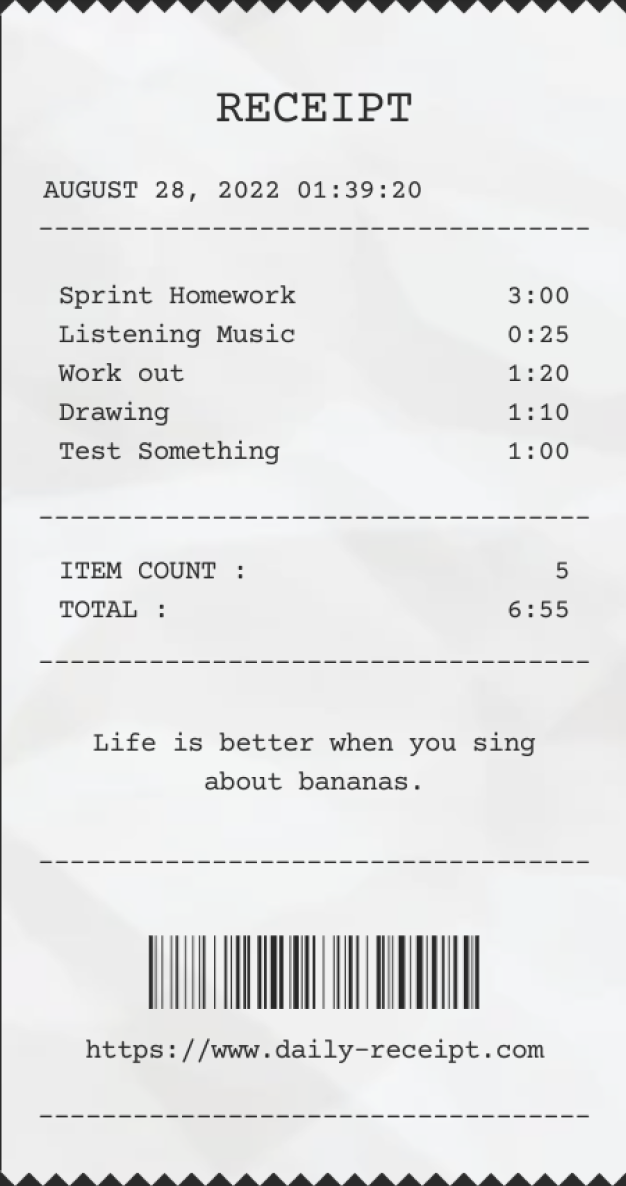 RECEIPT
AUGUST 28, 2022 01:39:20
-----------------------------------
Sprint Homework 3:00
Listening Music 0:25
Work out 1:20
Drawing 1:10
Test Something 1:00
-----------------------------------
ITEM COUNT : 5
TOTAL : 6:55
-----------------------------------
Life is better when you sing
about bananas.
-----------------------------------
https://www.daily-receipt.com
-----------------------------------